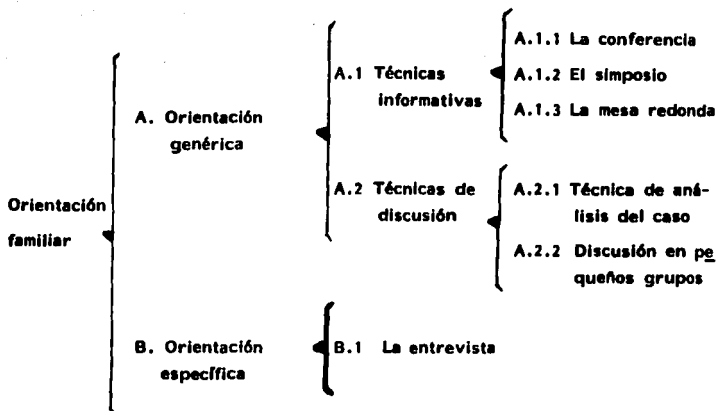 Orientación
familiar
A. Orientación
genérica
A.1 Técnicas
informativas
A.1.1 La conferencia
A.1.2 El simposio
A.1.3 La mesa redonda
A.2 Técnicas de
discusión
A.2.1 Técnica de aná-
lisis del caso
A.2.2 Discusión en pe
queños grupos
B. Orientación
específica
B.1 La entrevista